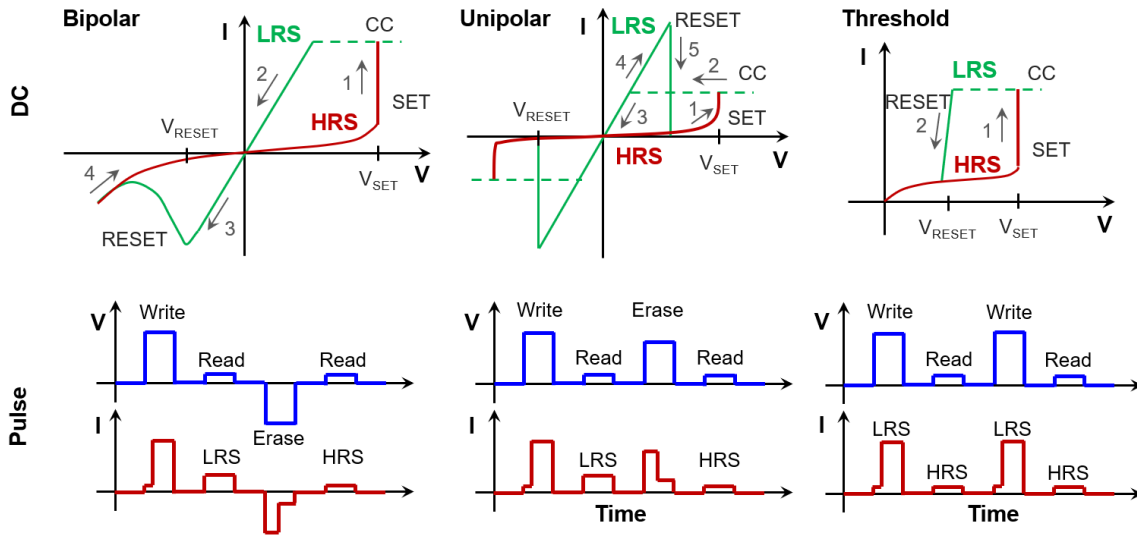 Bipolar
Unipolar
Threshold
DC
I
LRS
CC
2
1
SET
HRS
V_RESET
V_SET
V
4
3
RESET
I
LRS
RESET
5
4
2
CC
3
1
SET
HRS
V_SET
V
I
LRS
CC
RESET
2
1
HRS
SET
V_RESET
V_SET
V
Pulse
V
Write
Read
Erase
Read
I
LRS
HRS
V
Write
Read
Erase
Read
I
LRS
HRS
Time
V
Write
Read
Write
Read
I
LRS
HRS
LRS
HRS
Time